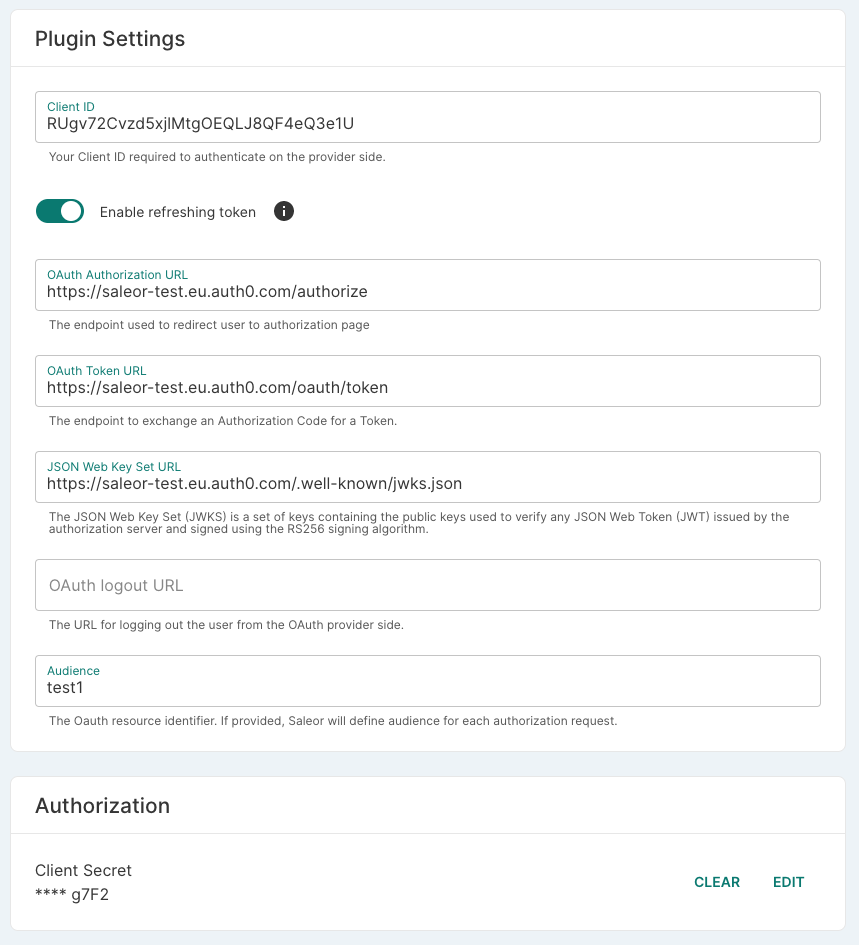 Plugin Settings
Client ID
RUgv72Cvzd5xjlMtgOEQLJ8QF4eQ3e1U
Your Client ID required to authenticate on the provider side.
Enable refreshing token
OAuth Authorization URL
https://saleor-test.eu.auth0.com/authorize
The endpoint used to redirect user to authorization page
OAuth Token URL
https://saleor-test.eu.auth0.com/oauth/token
The endpoint to exchange an Authorization Code for a Token.
JSON Web Key Set URL
https://saleor-test.eu.auth0.com/.well-known/jwks.json
The JSON Web Key Set (JWKS) is a set of keys containing the public keys used to verify any JSON Web Token (JWT) issued by the
authorization server and signed using the RS256 signing algorithm.
OAuth logout URL
The URL for logging out the user from the OAuth provider side.
Audience
test1
The Oauth resource identifier. If provided, Saleor will define audience for each authorization request.
Authorization
Client Secret
**** g7F2
CLEAR EDIT